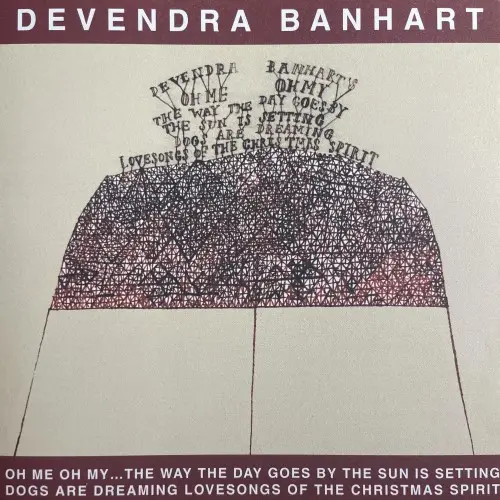 DEVENDRA BANHART
DEVENDRA BANHART'S
OH ME OH MY
THE WAY THE DAY GOES BY
THE SUN IS SETTING
DOGS ARE DREAMING
LOVESONGS OF THE CHRISTMAS SPIRIT
OH ME OH MY...THE WAY THE DAY GOES BY THE SUN IS SETTING
DOGS ARE DREAMING LOVESONGS OF THE CHRISTMAS SPIRIT